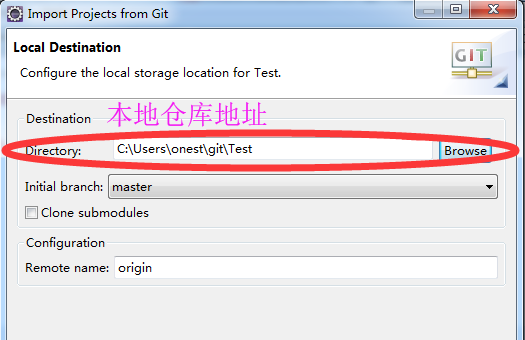 Import Projects from Git
Local Destination
Configure the local storage location for Test.
GIT
Destination
本地仓库地址
Directory: C:\Users\onest\git\Test Browse
Initial branch: master
Clone submodules
Configuration
Remote name: origin